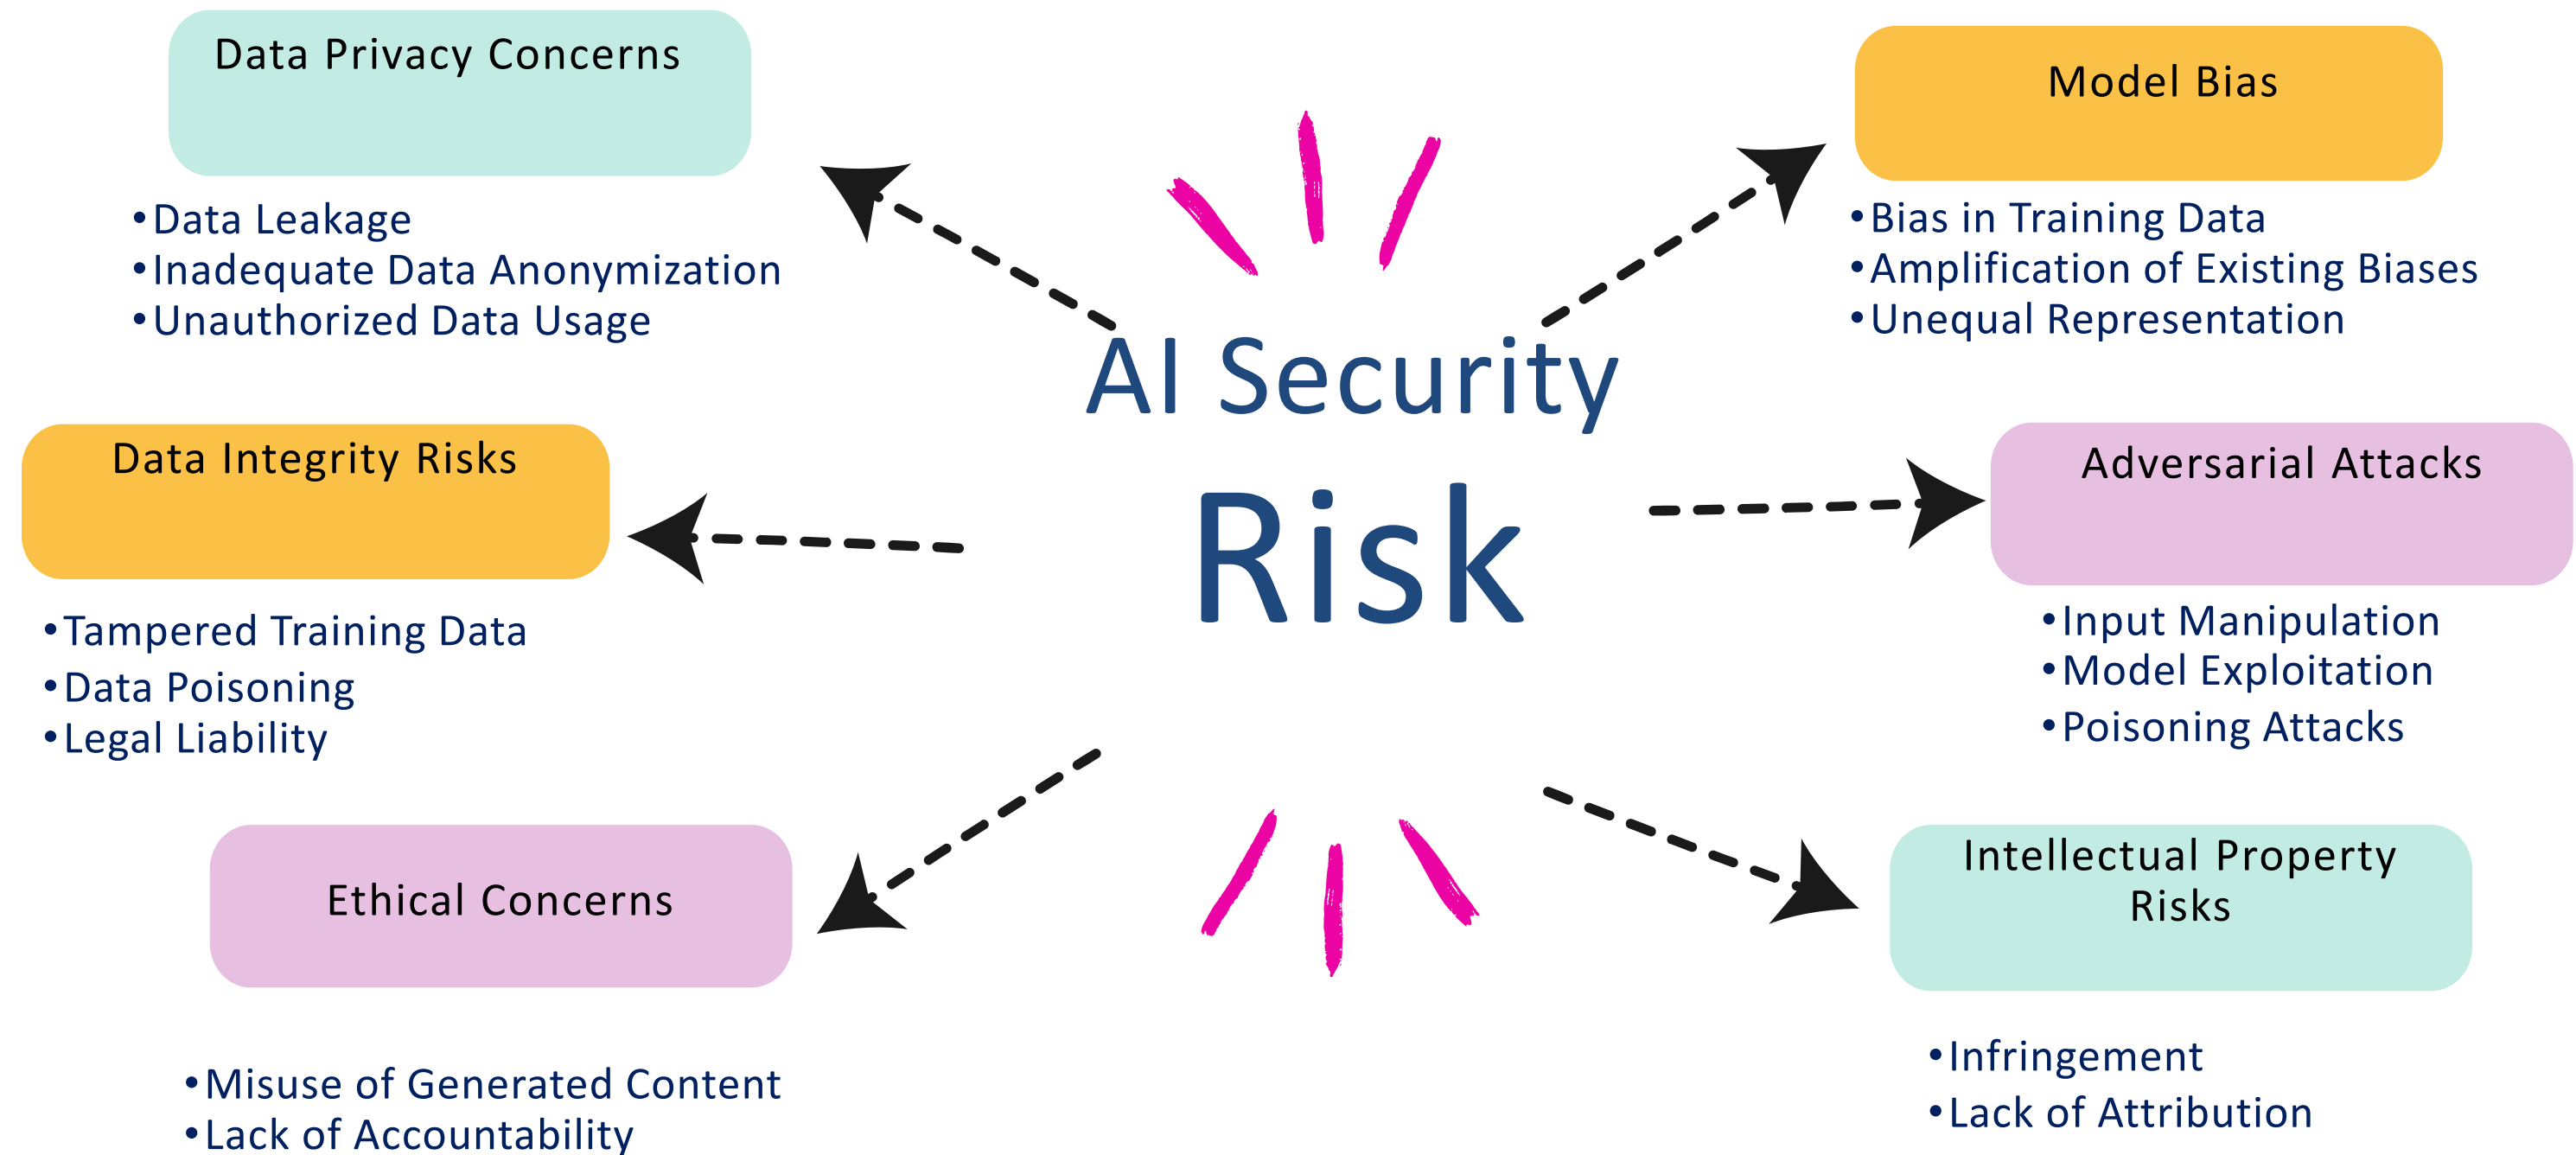 Data Privacy Concerns
•Data Leakage
•Inadequate Data Anonymization
•Unauthorized Data Usage
Data Integrity Risks
•Tampered Training Data
•Data Poisoning
•Legal Liability
Ethical Concerns
•Misuse of Generated Content
•Lack of Accountability
AI Security
Risk
Model Bias
•Bias in Training Data
•Amplification of Existing Biases
•Unequal Representation
Adversarial Attacks
•Input Manipulation
•Model Exploitation
•Poisoning Attacks
Intellectual Property
Risks
•Infringement
•Lack of Attribution